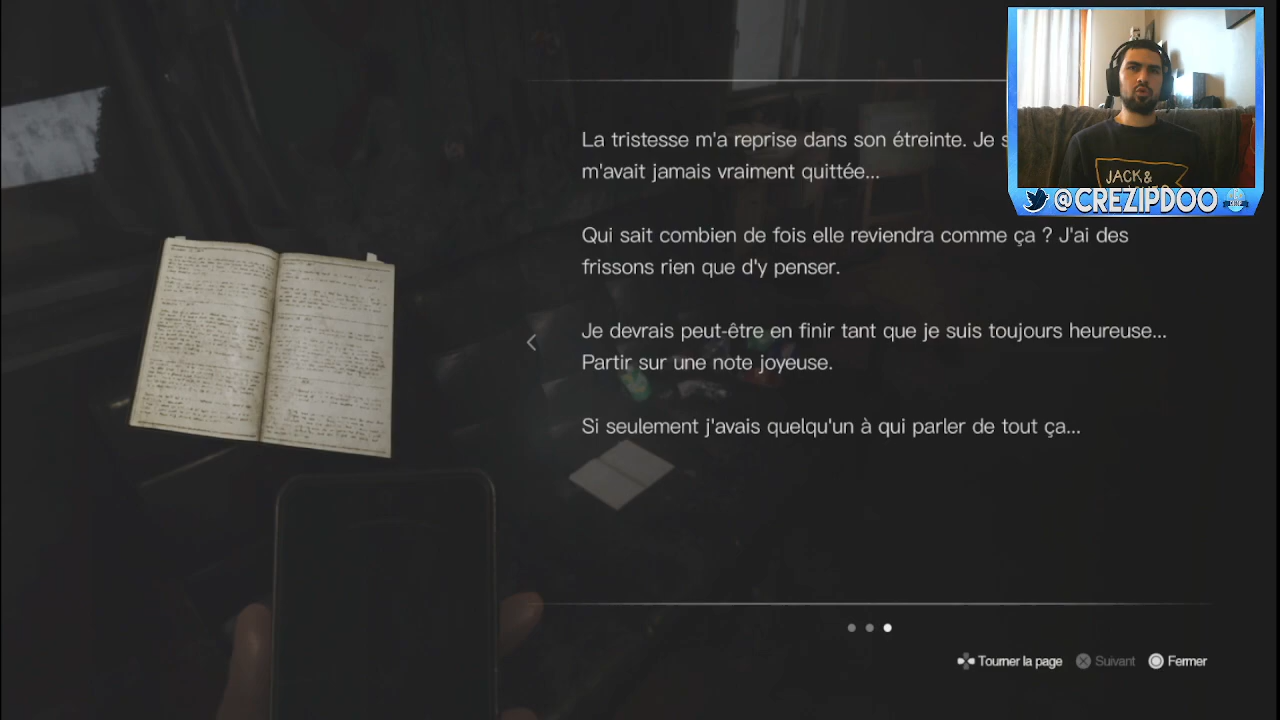 La tristesse m'a reprise dans son étreinte. Je
m'avait jamais vraiment quittée...
Qui sait combien de fois elle reviendra comme ça ? J'ai des
frissons rien que d'y penser.
Je devrais peut-être en finir tant que je suis toujours heureuse...
Partir sur une note joyeuse.
Si seulement j'avais quelqu'un à qui parler de tout ça...
Tourner la page
Suivant
Fermer
JACK&
@CREZIPDOO